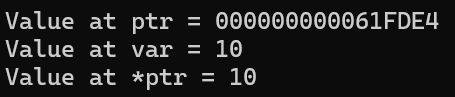 Value at ptr = 000000000061FDE4
Value at var = 10
Value at *ptr = 10